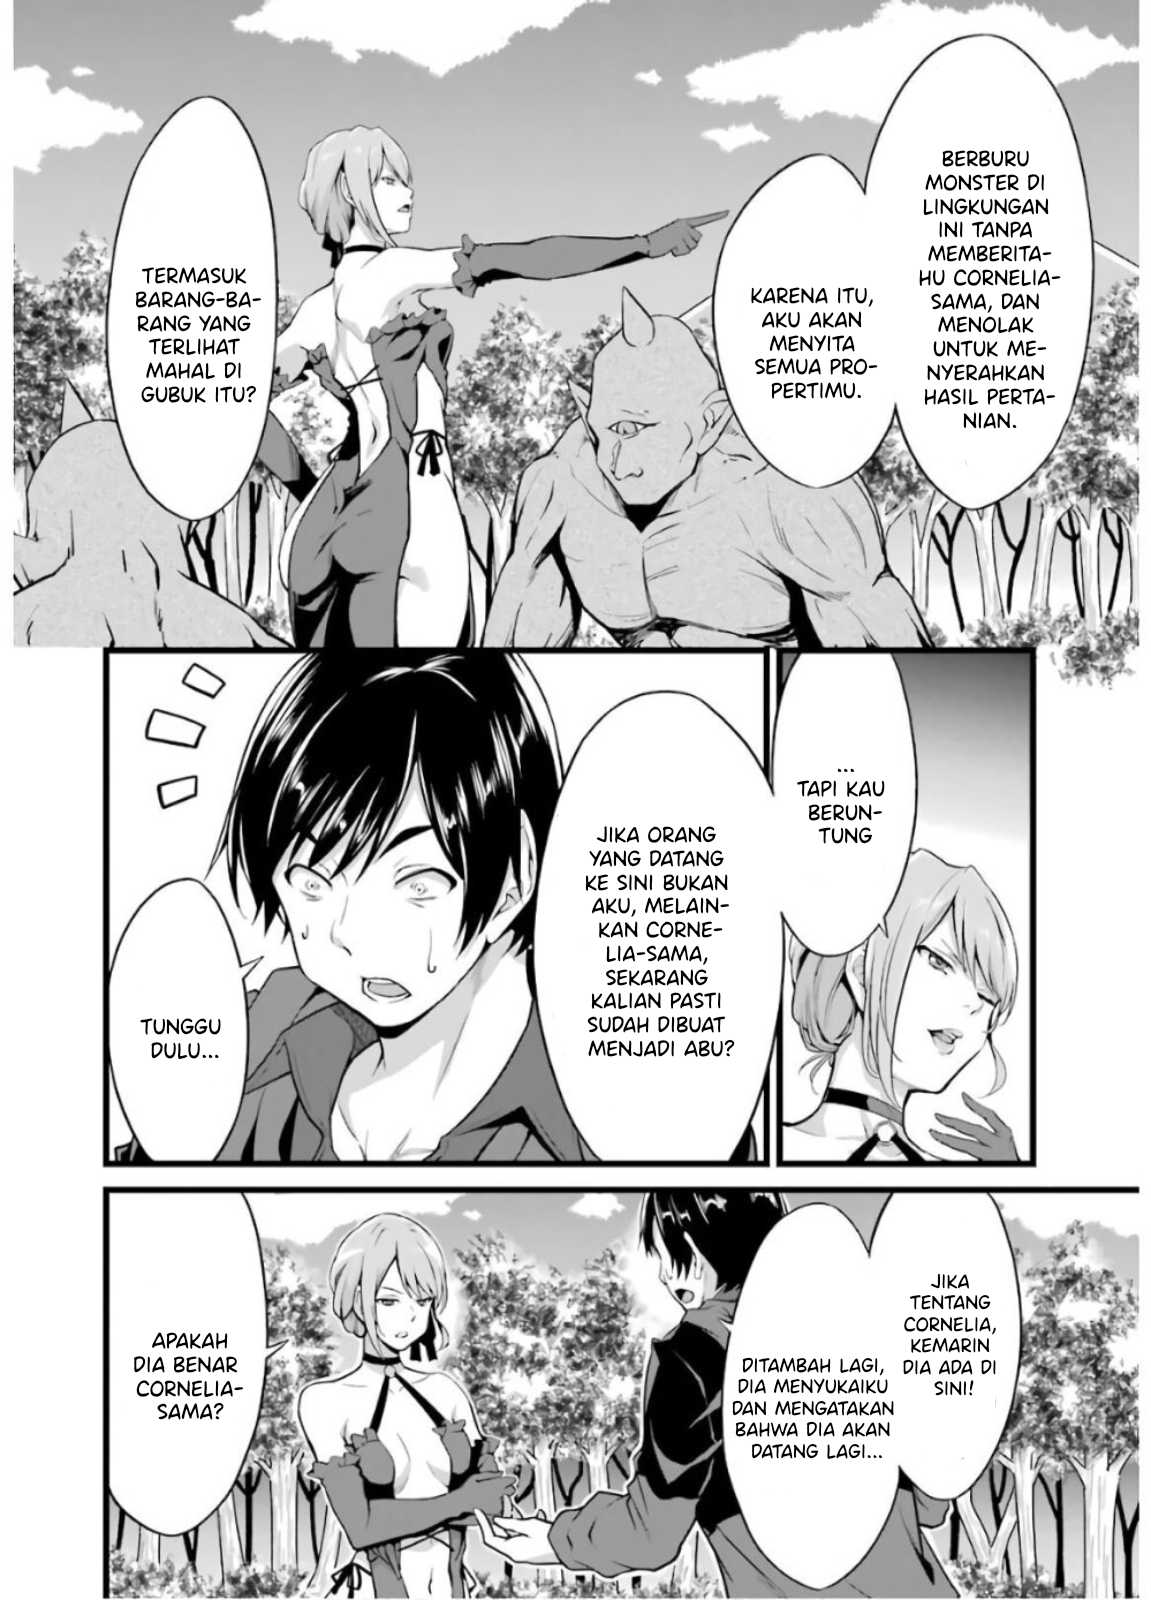 BERBURU
MONSTER DI
LINGKUNGAN
INI TANPA
MEMBERITA-
HU CORNELIA-
SAMA, DAN
MENOLAK
UNTUK ME-
NYERAHKAN
HASIL PERTA-
NIAN.
KARENA ITU,
AKU AKAN
MENYITA
SEMUA PRO-
PERTIMU.
TERMASUK
BARANG-BA-
RANG YANG
TERLIHAT
MAHAL DI
GUBUK ITU?
...
TAPI KAU
BERUN-
TUNG
JIKA ORANG
YANG DATANG
KE SINI BUKAN
AKU, MELAIN-
KAN CORNE-
LIA-SAMA,
SEKARANG
KALIAN PASTI
SUDAH DIBUAT
MENJADI ABU?
TUNGGU
DULU...
JIKA
TENTANG
CORNELIA,
KEMARIN
DIA ADA DI
SINI!
DITAMBAH LAGI,
DIA MENYUKAIKU
DAN MENGATAKAN
BAHWA DIA AKAN
DATANG LAGI...
APAKAH
DIA BENAR
CORNELIA-
SAMA?